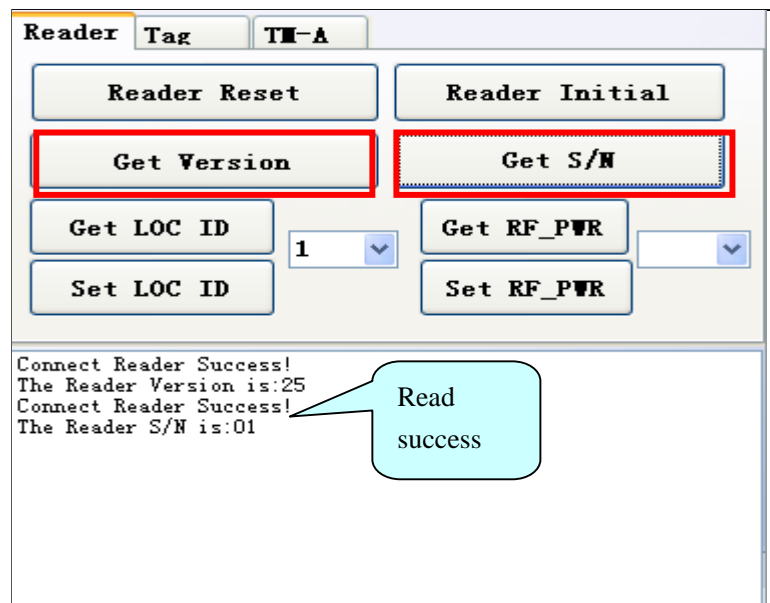 Reader Tag TM-A
Reader Reset Reader Initial
Get Version Get S/N
Get LOC ID 1 Get RF_PWR
Set LOC ID Set RF_PWR
Connect Reader Success!
The Reader Version is:25
Connect Reader Success!
The Reader S/N is:01
Read
success